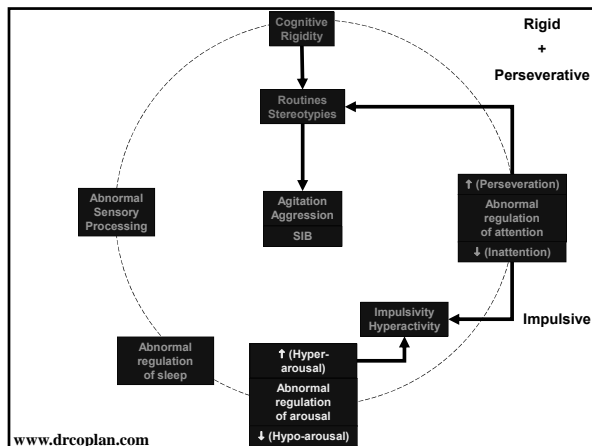 Cognitive
Rigidity
Rigid
+
Perseverative
Routines
Stereotypes
Abnormal
Sensory
Processing
Agitation
Aggression
SIB
↑ (Perseveration)
Abnormal
regulation
of attention
↓ (Inattention)
Impulsivity
Hyperactivity
Impulsive
Abnormal
regulation
of sleep
↑ (Hyper-
arousal)
Abnormal
regulation
of arousal
↓ (Hypo-arousal)
www.drcoplan.com